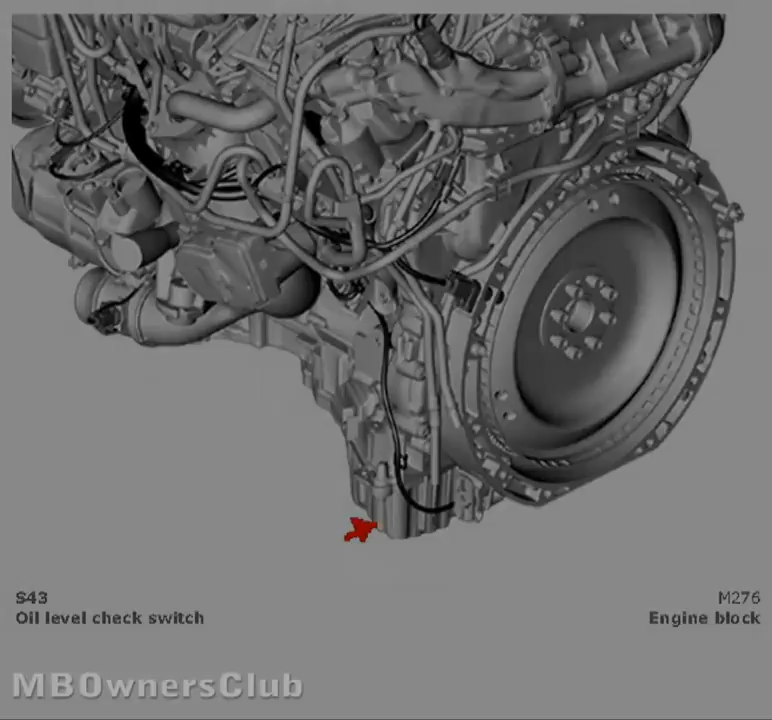 S43
Oil level check switch
M276
Engine block
MBOwnersClub